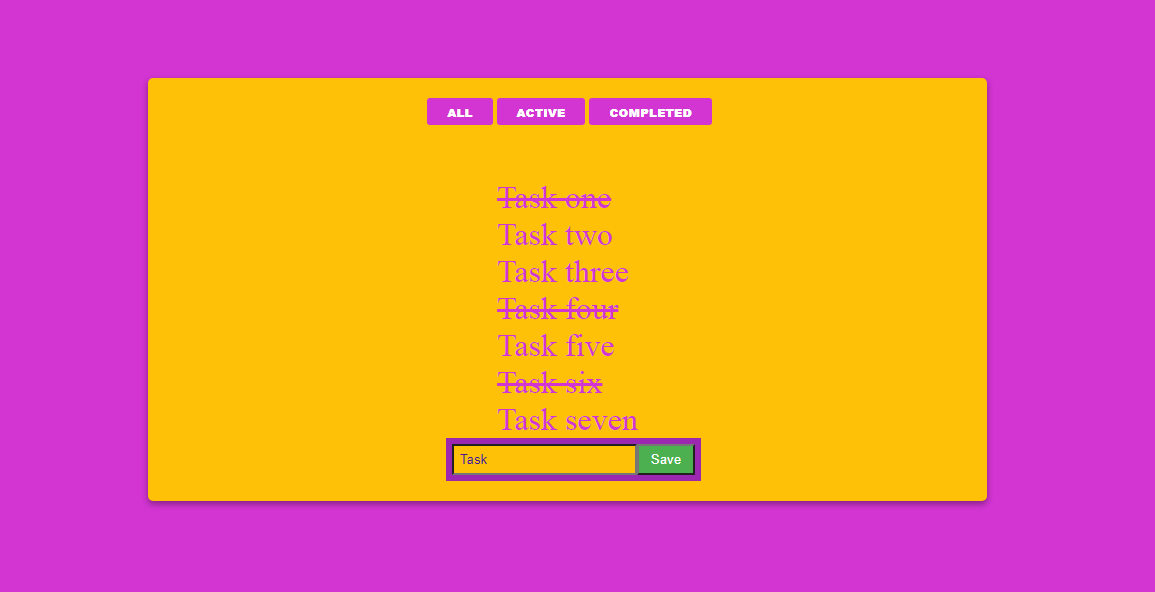 ALL ACTIVE COMPLETED
Task one
Task two
Task three
Task four
Task five
Task six
Task seven
Task Save